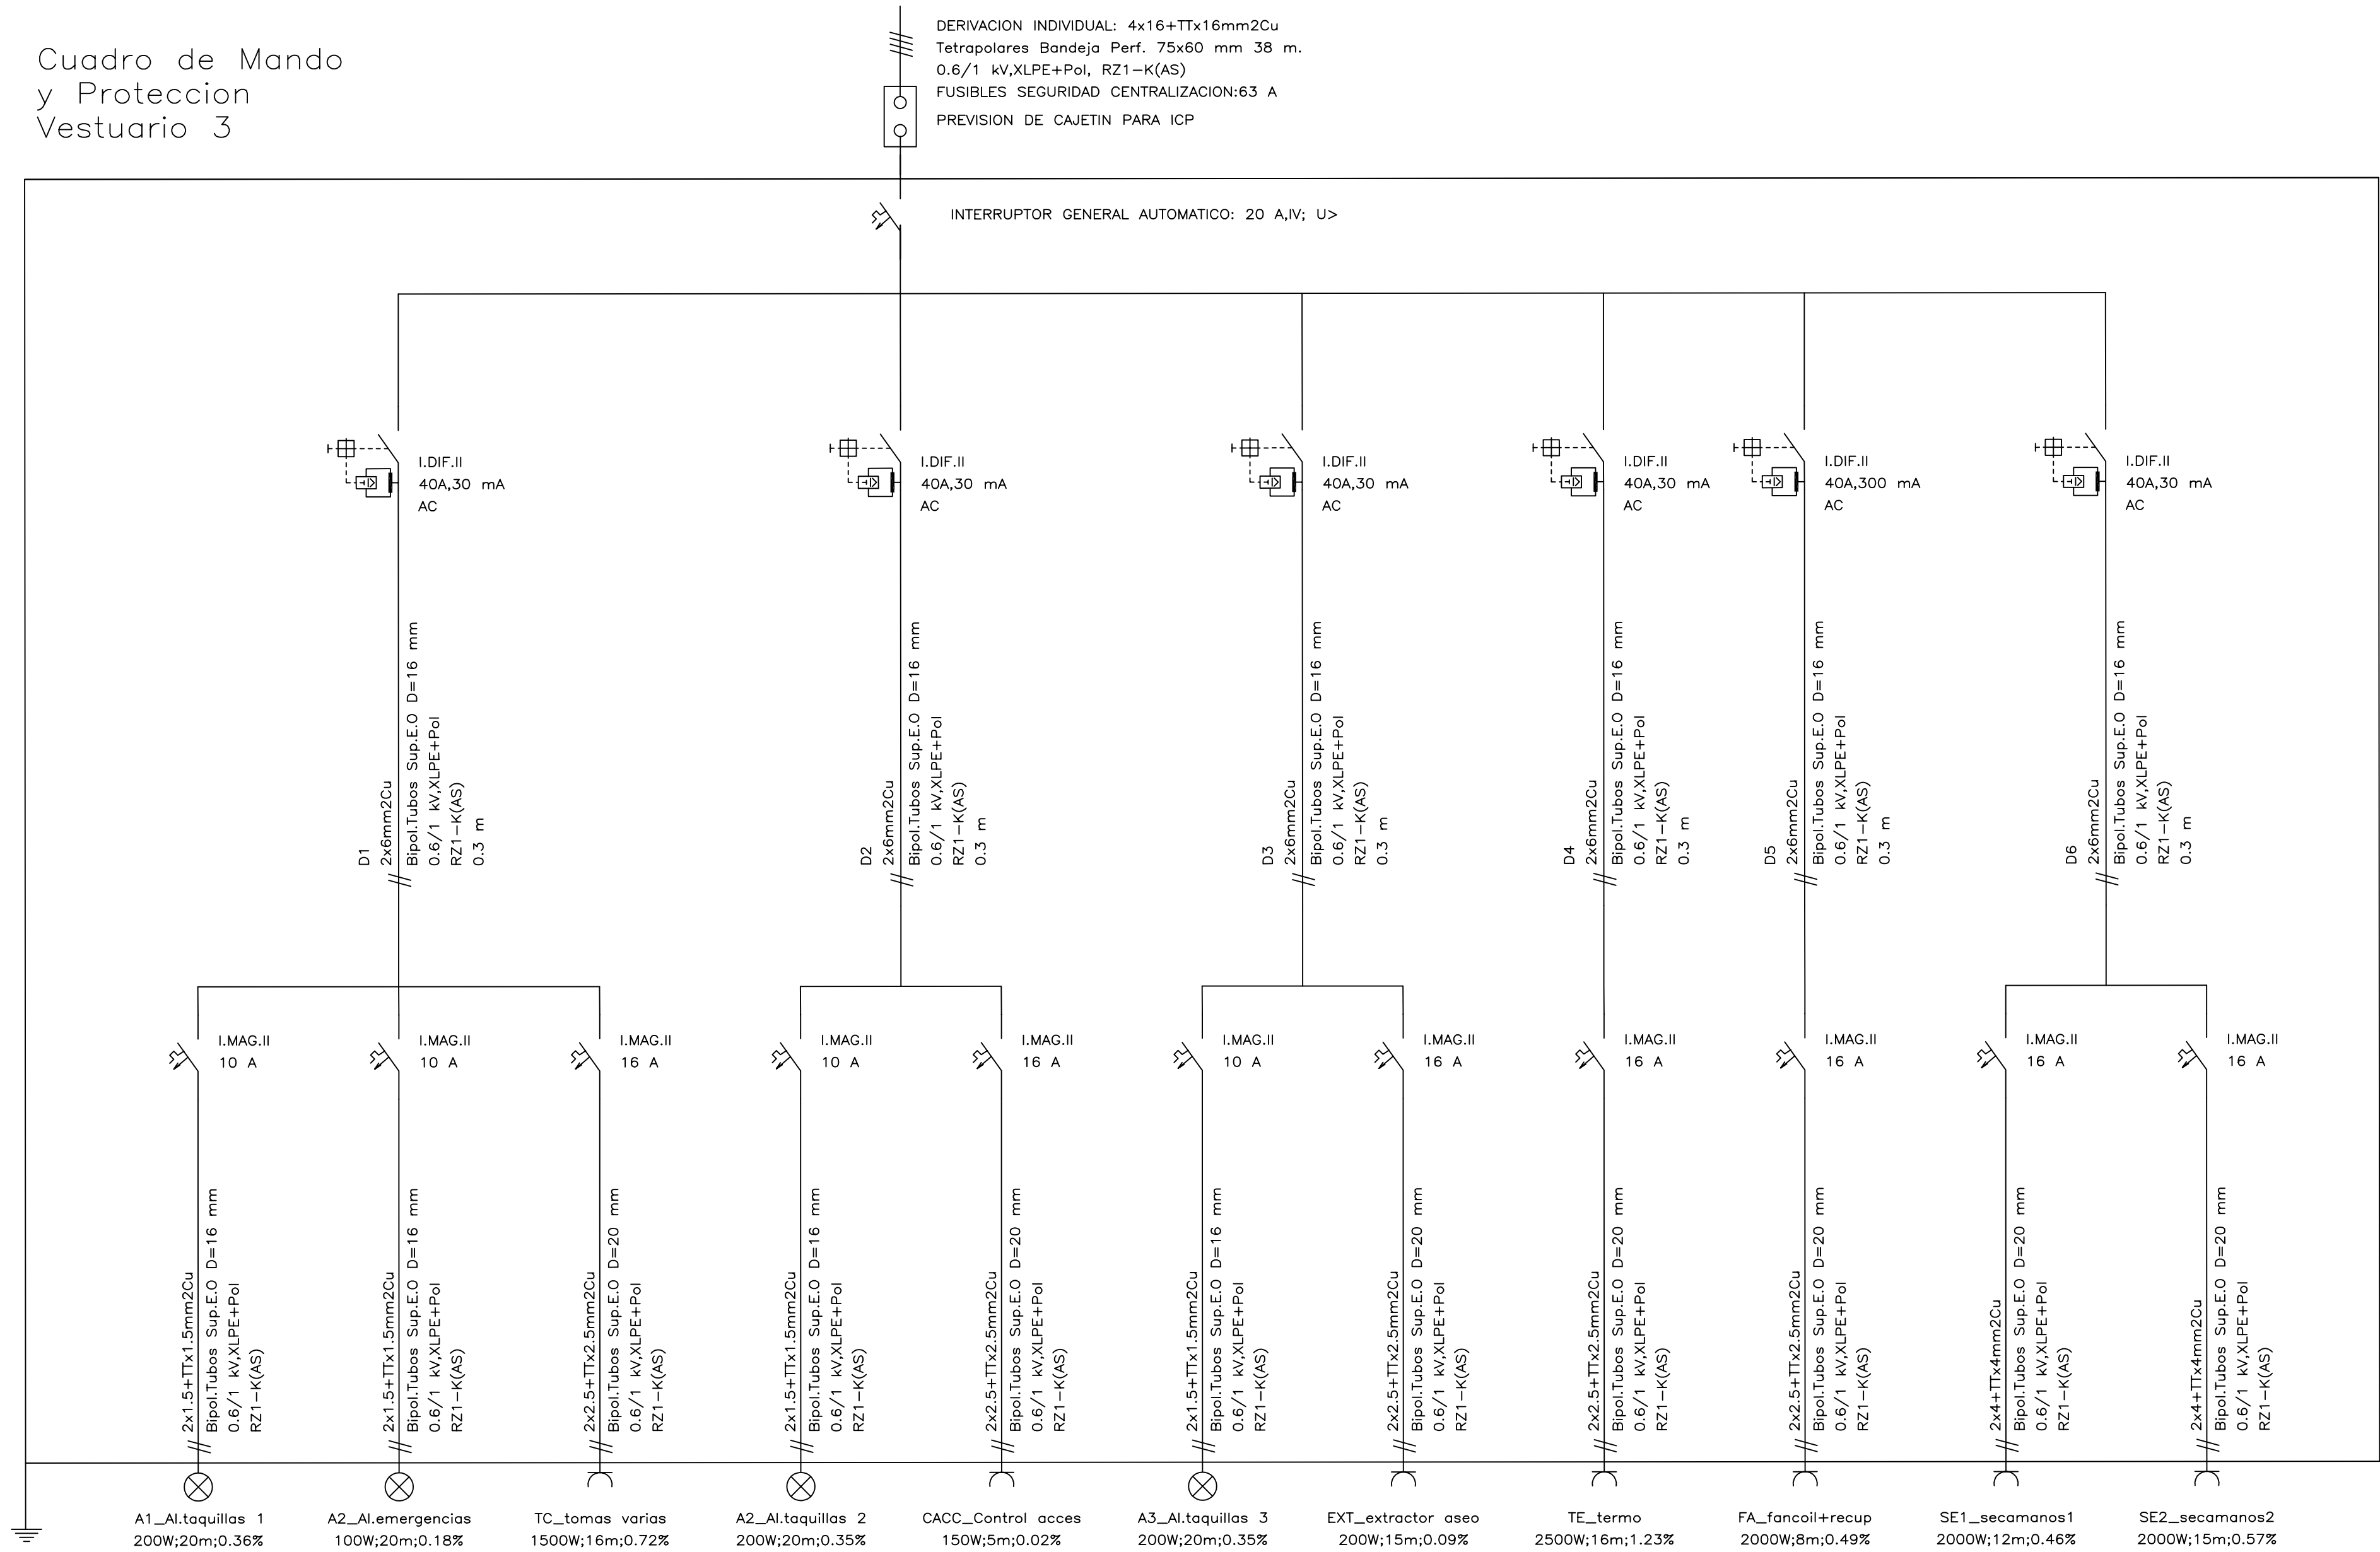 Cuadro de Mando
y Proteccion
Vestuario 3
DERIVACION INDIVIDUAL: 4x16+TTx16mm2Cu
Tetrapolares Bandeja Perf. 75x60 mm 38 m.
0.6/1 kV,XLPE+Pol, RZ1-K(AS)
FUSIBLES SEGURIDAD CENTRALIZACION:63 A
PREVISION DE CAJETIN PARA ICP
INTERRUPTOR GENERAL AUTOMATICO: 20 A,IV; U>
I.DIF.II
40A,30 mA
AC
I.DIF.II
40A,30 mA
AC
I.DIF.II
40A,30 mA
AC
I.DIF.II
40A,30 mA
AC
I.DIF.II
40A,300 mA
AC
I.DIF.II
40A,30 mA
AC
D1
2x6mm2Cu
Bipol.Tubos Sup.E.O D=16 mm
0.6/1 kV,XLPE+Pol
RZ1-K(AS)
0.3 m
D2
2x6mm2Cu
Bipol.Tubos Sup.E.O D=16 mm
0.6/1 kV,XLPE+Pol
RZ1-K(AS)
0.3 m
D3
2x6mm2Cu
Bipol.Tubos Sup.E.O D=16 mm
0.6/1 kV,XLPE+Pol
RZ1-K(AS)
0.3 m
D4
2x6mm2Cu
Bipol.Tubos Sup.E.O D=16 mm
0.6/1 kV,XLPE+Pol
RZ1-K(AS)
0.3 m
D5
2x6mm2Cu
Bipol.Tubos Sup.E.O D=16 mm
0.6/1 kV,XLPE+Pol
RZ1-K(AS)
0.3 m
D6
2x6mm2Cu
Bipol.Tubos Sup.E.O D=16 mm
0.6/1 kV,XLPE+Pol
RZ1-K(AS)
0.3 m
I.MAG.II
10 A
I.MAG.II
10 A
I.MAG.II
16 A
I.MAG.II
10 A
I.MAG.II
16 A
I.MAG.II
10 A
I.MAG.II
16 A
I.MAG.II
16 A
I.MAG.II
16 A
I.MAG.II
16 A
I.MAG.II
16 A
2x1.5+TTx1.5mm2Cu
Bipol.Tubos Sup.E.O D=16 mm
0.6/1 kV,XLPE+Pol
RZ1-K(AS)
2x1.5+TTx1.5mm2Cu
Bipol.Tubos Sup.E.O D=16 mm
0.6/1 kV,XLPE+Pol
RZ1-K(AS)
2x2.5+TTx2.5mm2Cu
Bipol.Tubos Sup.E.O D=20 mm
0.6/1 kV,XLPE+Pol
RZ1-K(AS)
2x1.5+TTx1.5mm2Cu
Bipol.Tubos Sup.E.O D=16 mm
0.6/1 kV,XLPE+Pol
RZ1-K(AS)
2x2.5+TTx2.5mm2Cu
Bipol.Tubos Sup.E.O D=20 mm
0.6/1 kV,XLPE+Pol
RZ1-K(AS)
2x1.5+TTx1.5mm2Cu
Bipol.Tubos Sup.E.O D=16 mm
0.6/1 kV,XLPE+Pol
RZ1-K(AS)
2x2.5+TTx2.5mm2Cu
Bipol.Tubos Sup.E.O D=20 mm
0.6/1 kV,XLPE+Pol
RZ1-K(AS)
2x2.5+TTx2.5mm2Cu
Bipol.Tubos Sup.E.O D=20 mm
0.6/1 kV,XLPE+Pol
RZ1-K(AS)
2x2.5+TTx2.5mm2Cu
Bipol.Tubos Sup.E.O D=20 mm
0.6/1 kV,XLPE+Pol
RZ1-K(AS)
2x4+TTx4mm2Cu
Bipol.Tubos Sup.E.O D=20 mm
0.6/1 kV,XLPE+Pol
RZ1-K(AS)
2x4+TTx4mm2Cu
Bipol.Tubos Sup.E.O D=20 mm
0.6/1 kV,XLPE+Pol
RZ1-K(AS)
A1_Al.taquillas 1
200W;20m;0.36%
A2_Al.emergencias
100W;20m;0.18%
TC_tomas varias
1500W;16m;0.72%
A2_Al.taquillas 2
200W;20m;0.35%
CACC_Control acces
150W;5m;0.02%
A3_Al.taquillas 3
200W;20m;0.35%
EXT_extractor aseo
200W;15m;0.09%
TE_termo
2500W;16m;1.23%
FA_fancoil+recup
2000W;8m;0.49%
SE1_secamanos1
2000W;12m;0.46%
SE2_secamanos2
2000W;15m;0.57%